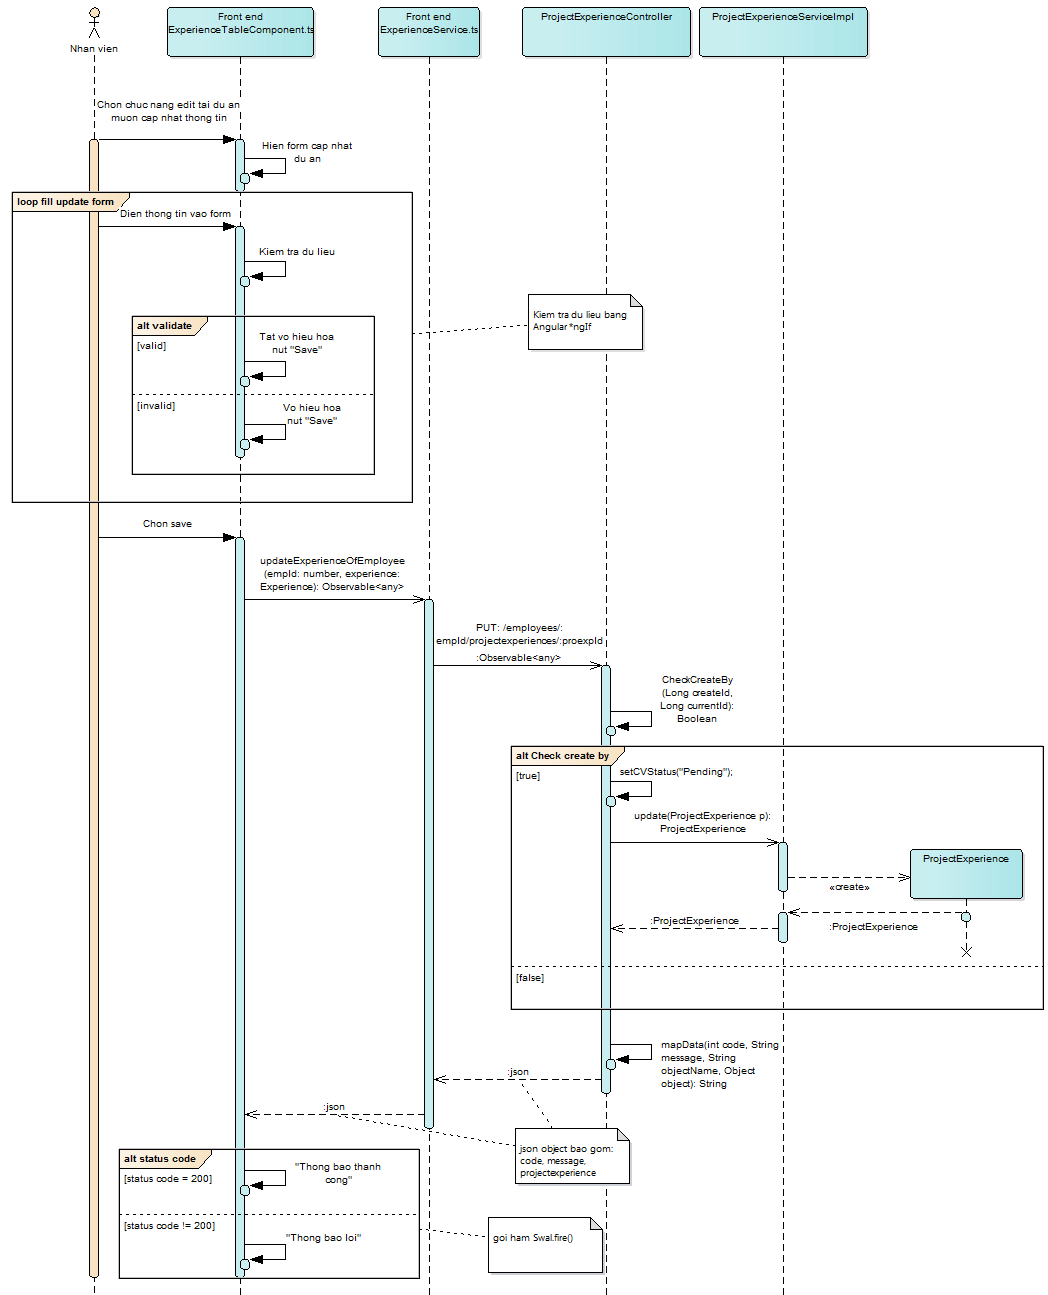 Nhan vien
Front end
ExperienceTableComponent.ts
Front end
ExperienceService.ts
ProjectExperienceController
ProjectExperienceServiceImpl
Chon chuc nang edit tai du an
muon cap nhat thong tin
Hien form cap nhat
du an
loop fill update form
Dien thong tin vao form
Kiem tra du lieu
Kiem tra du lieu bang
Angular *ngIf
alt validate
[valid]
Tat vo hieu hoa
nut "Save"
[invalid]
Vo hieu hoa
nut "Save"
Chon save
updateExperienceOfEmployee
(empId: number, experience:
Experience): Observable<any>
PUT: /employees/:
empId/projectexperiences/:proexpId
:Observable<any>
CheckCreateBy
(Long createId,
Long currentId):
Boolean
alt Check create by
[true]
setCVStatus("Pending");
update(ProjectExperience p):
ProjectExperience
ProjectExperience
«create»
:ProjectExperience
:ProjectExperience
[false]
mapData(int code, String
message, String
objectName, Object
object): String
:json
:json
json object bao gom:
code, message,
projectexperience
alt status code
[status code = 200]
"Thong bao thanh
cong"
[status code != 200]
"Thong bao loi"
goi ham Swal.fire()